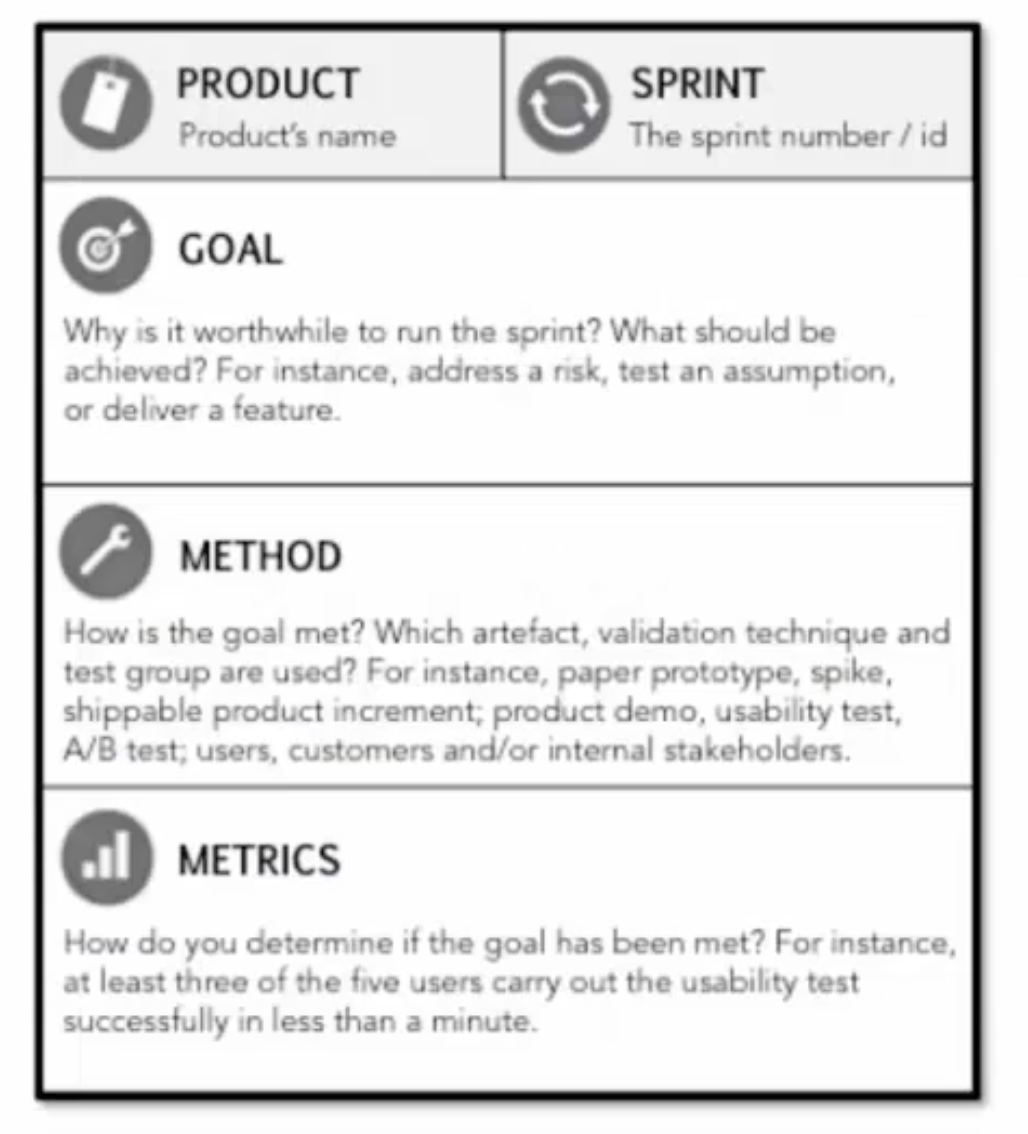 PRODUCT
Product's name
SPRINT
The sprint number / id
GOAL
Why is it worthwhile to run the sprint? What should be
achieved? For instance, address a risk, test an assumption,
or deliver a feature.
METHOD
How is the goal met? Which artefact, validation technique and
test group are used? For instance, paper prototype, spike,
shippable product increment; product demo, usability test,
A/B test; users, customers and/or internal stakeholders.
METRICS
How do you determine if the goal has been met? For instance,
at least three of the five users carry out the usability test
successfully in less than a minute.